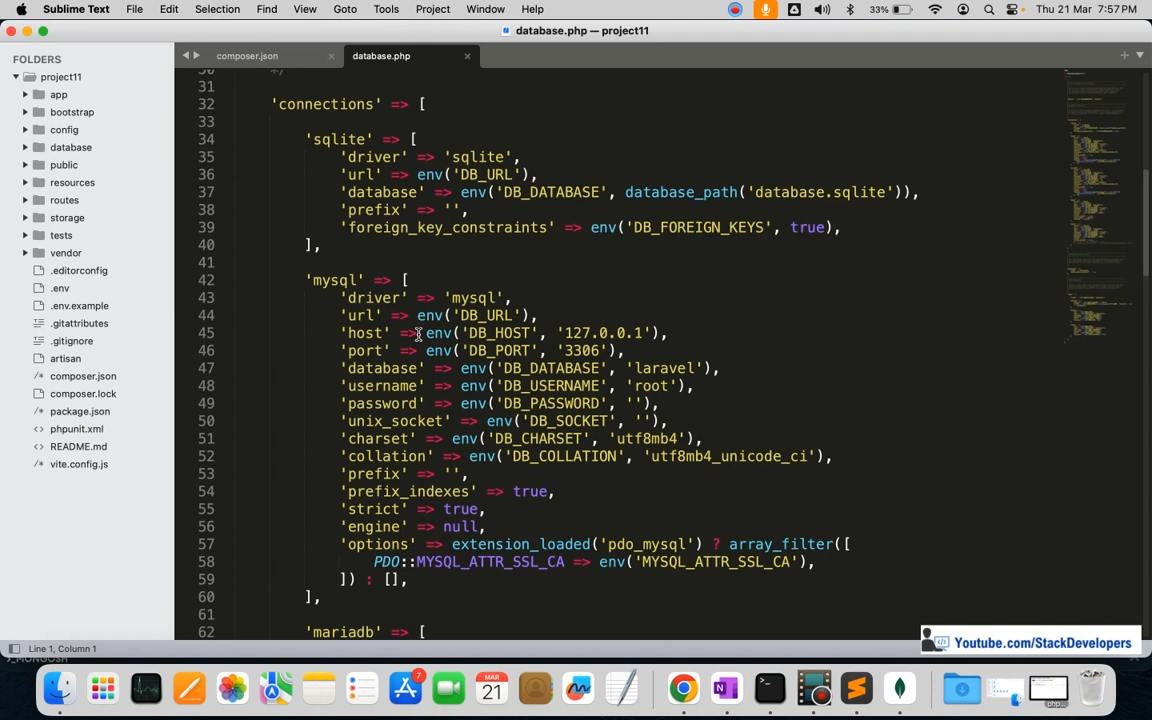 Sublime Text File Edit Selection Find View Goto Tools Project Window Help 33% Thu 21 Mar 7:57 PM
database.php — project11
FOLDERS
project11
app
bootstrap
config
database
public
resources
routes
storage
tests
vendor
.editorconfig
.env
.env.example
.gitattributes
.gitignore
artisan
composer.json
composer.lock
package.json
phpunit.xml
README.md
vite.config.js
composer.json database.php
30 */
31
32 'connections' => [
33
34 'sqlite' => [
35 'driver' => 'sqlite',
36 'url' => env('DB_URL'),
37 'database' => env('DB_DATABASE', database_path('database.sqlite')),
38 'prefix' => '',
39 'foreign_key_constraints' => env('DB_FOREIGN_KEYS', true),
40 ],
41
42 'mysql' => [
43 'driver' => 'mysql',
44 'url' => env('DB_URL'),
45 'host' => env('DB_HOST', '127.0.0.1'),
46 'port' => env('DB_PORT', '3306'),
47 'database' => env('DB_DATABASE', 'laravel'),
48 'username' => env('DB_USERNAME', 'root'),
49 'password' => env('DB_PASSWORD', ''),
50 'unix_socket' => env('DB_SOCKET', ''),
51 'charset' => env('DB_CHARSET', 'utf8mb4'),
52 'collation' => env('DB_COLLATION', 'utf8mb4_unicode_ci'),
53 'prefix' => '',
54 'prefix_indexes' => true,
55 'strict' => true,
56 'engine' => null,
57 'options' => extension_loaded('pdo_mysql') ? array_filter([
58 PDO::MYSQL_ATTR_SSL_CA => env('MYSQL_ATTR_SSL_CA'),
59 ]) : [],
60 ],
61
62 'mariadb' => [
Line 1, Column 1
Youtube.com/StackDevelopers
>_MONGOSH
7
MAR
21